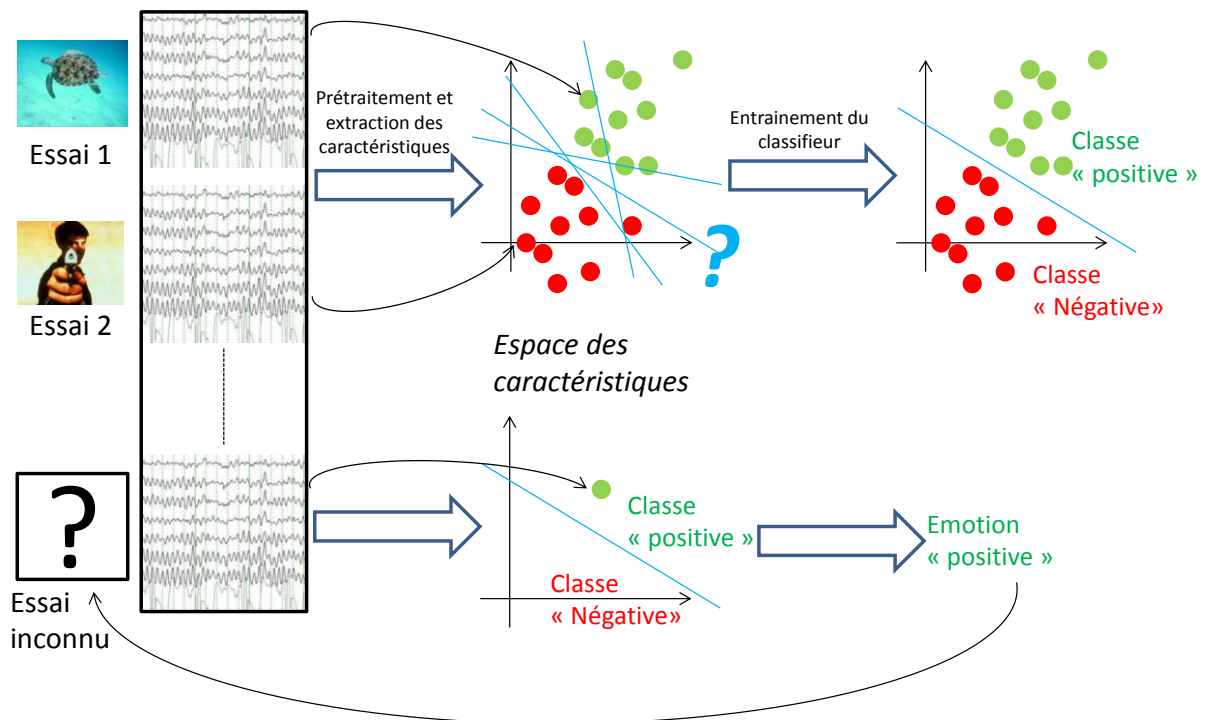 Essai 1
Essai 2
Prétraitement et
extraction des
caractéristiques
?
Entrainement du
classifieur
Classe
« positive »
Classe
« Négative»
Espace des
caractéristiques
?
Essai
inconnu
Classe
« positive »
Classe
« Négative»
Emotion
« positive »